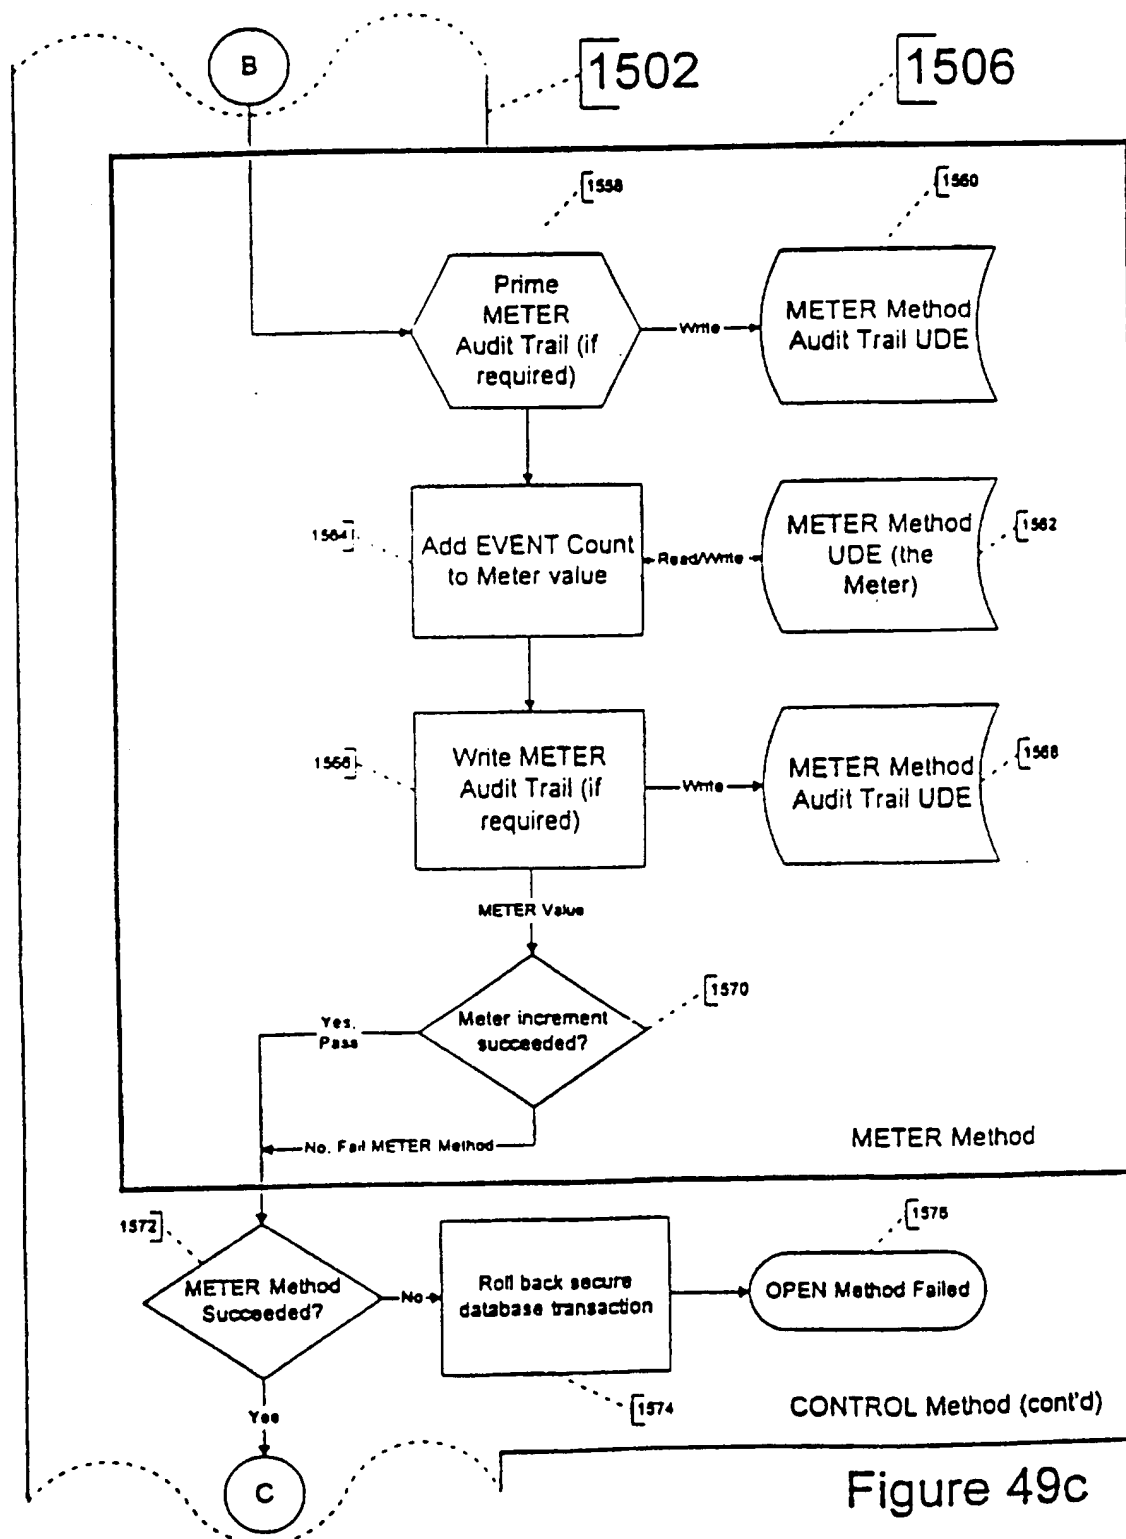 B
1502
1506
1558
1560
Prime
METER
Audit Trail (if
required)
Write
METER Method
Audit Trail UDE
1564
Add EVENT Count
to Meter value
Read/Write
METER Method
UDE (the
Meter)
1562
1566
Write METER
Audit Trail (if
required)
Write
METER Method
Audit Trail UDE
1568
METER Value
1570
Meter increment
succeeded?
Yes,
Pass
No, Fail METER Method
METER Method
1572
METER Method
Succeeded?
No
Roll back secure
database transaction
1576
OPEN Method Failed
1574
Yes
CONTROL Method (cont'd)
C
Figure 49c